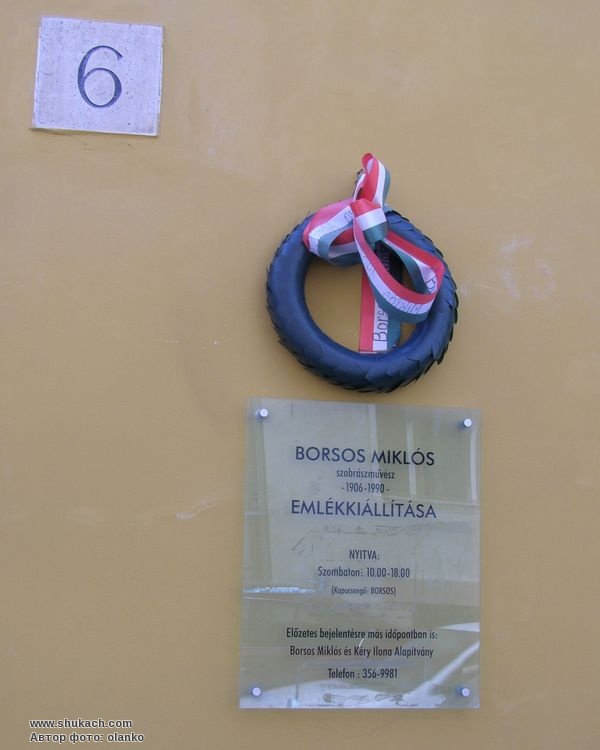 6
Bors
BORSOS MIKLÓS
szobrászművész
-1906-1990-
EMLÉKKIÁLLÍTÁSA
NYITVA:
Szombaton: 10.00-18.00
(Kapucsengő: BORSOS)
Előzetes bejelentésre más időpontban is:
Borsos Miklós és Kéry Ilona Alapítvány
Telefon : 356-9981
www.shukach.com
Автор фото: olanko